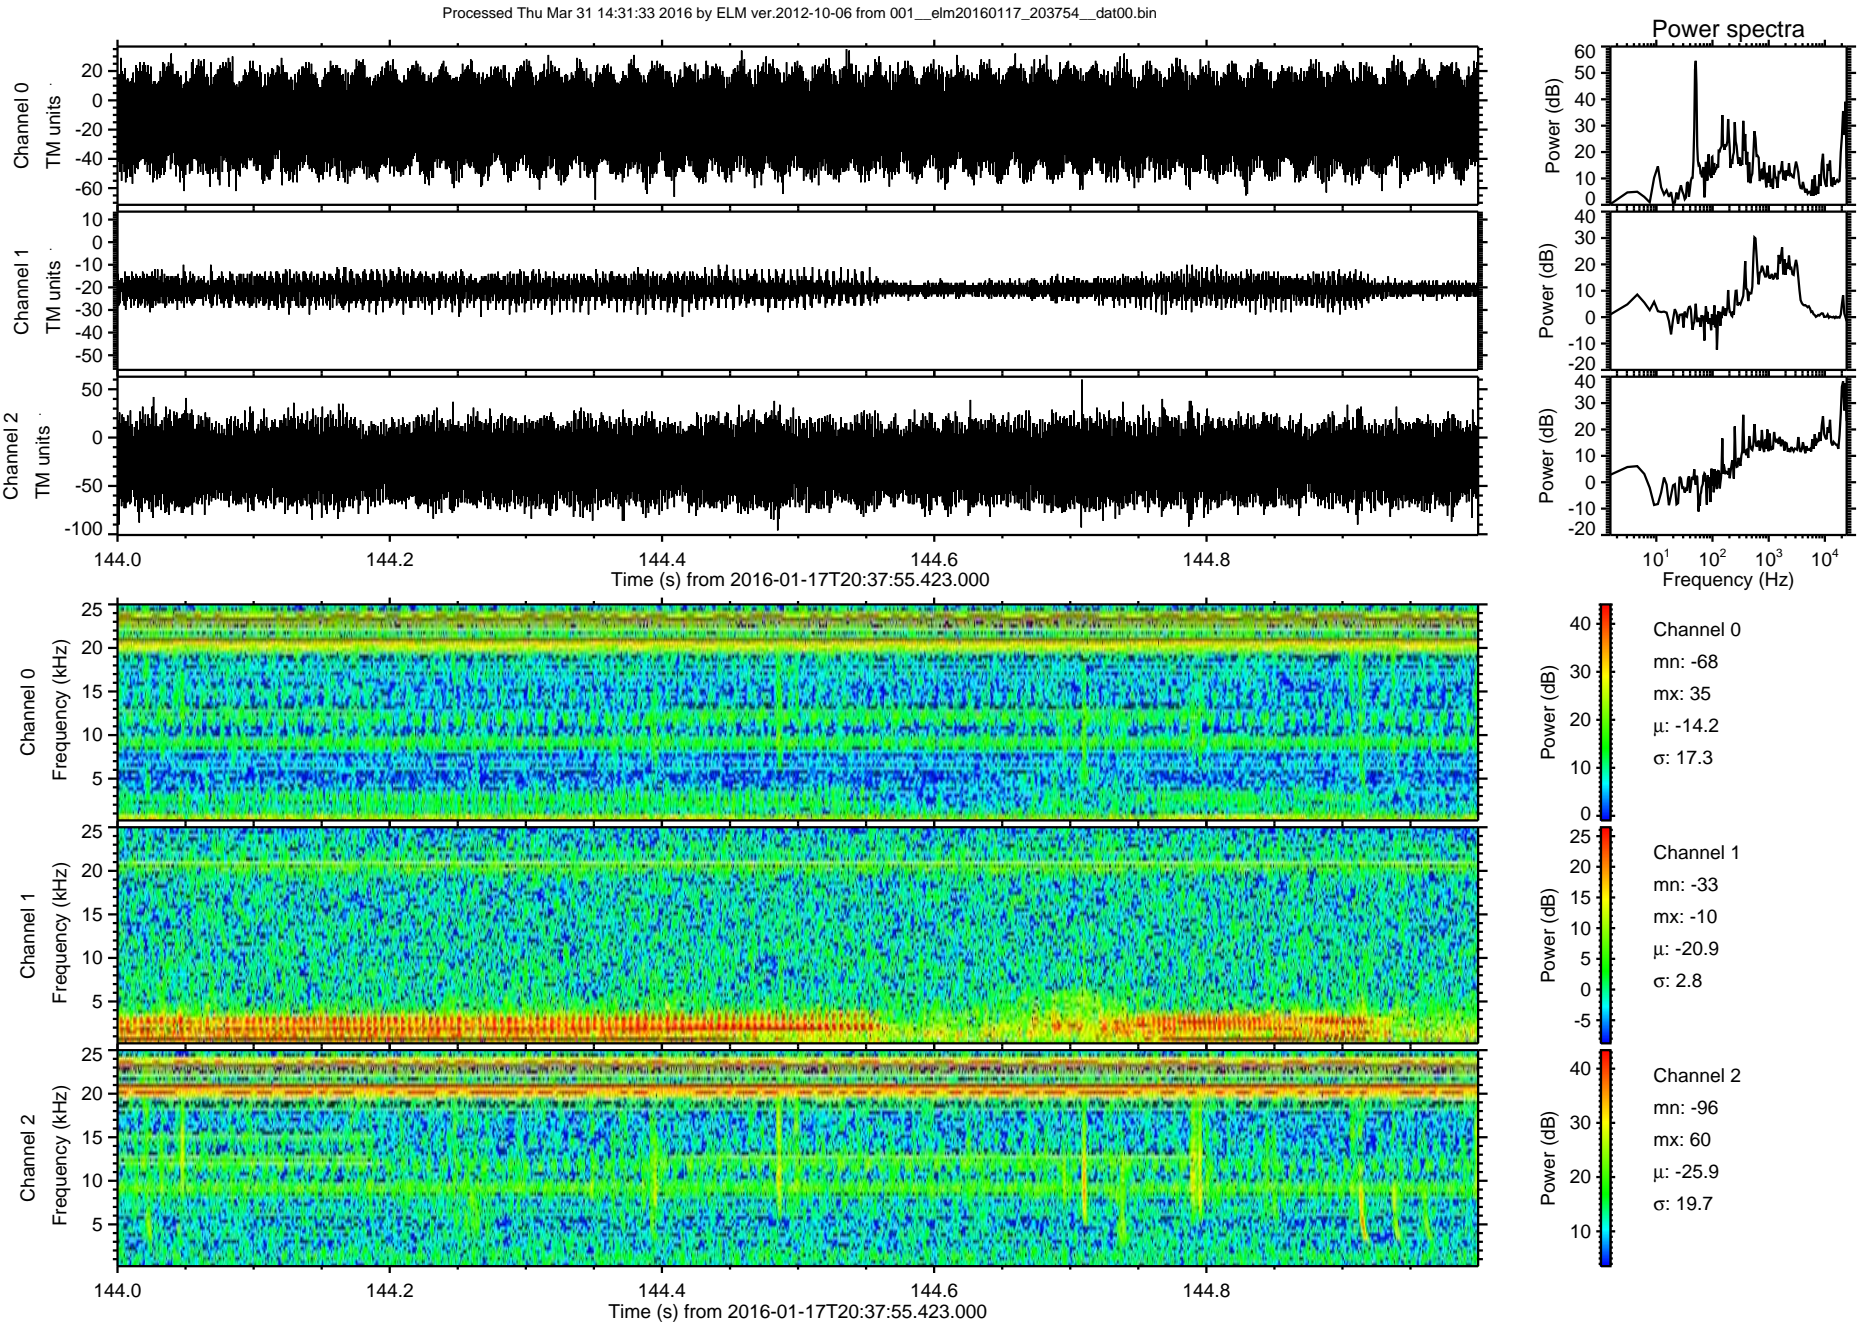 Processed Thu Mar 31 14:31:33 2016 by ELM ver.2012-10-06 from 001__elm20160117_203754__dat00.bin
Power spectra
Channel 0
TM units
20
0
-20
-40
-60
Power (dB)
60
50
40
30
20
10
0
Channel 1
TM units
10
0
-10
-20
-30
-40
-50
Power (dB)
40
30
20
10
0
-10
-20
Channel 2
TM units
50
0
-50
-100
Power (dB)
40
30
20
10
0
-10
-20
144.0 144.2 144.4 144.6 144.8
Time (s) from 2016-01-17T20:37:55.423.000
10¹ 10² 10³ 10⁴
Frequency (Hz)
Channel 0
Frequency (kHz)
25
20
15
10
5
Power (dB)
40
30
20
10
0
Channel 0
mn: -68
mx: 35
μ: -14.2
σ: 17.3
Channel 1
Frequency (kHz)
25
20
15
10
5
Power (dB)
25
20
15
10
5
0
-5
Channel 1
mn: -33
mx: -10
μ: -20.9
σ: 2.8
Channel 2
Frequency (kHz)
25
20
15
10
5
Power (dB)
40
30
20
10
Channel 2
mn: -96
mx: 60
μ: -25.9
σ: 19.7
144.0 144.2 144.4 144.6 144.8
Time (s) from 2016-01-17T20:37:55.423.000